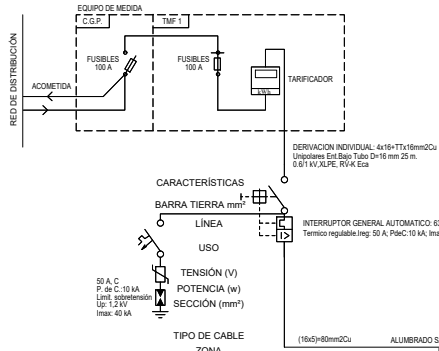 EQUIPO DE MEDIDA
C.G.P.
TMF 1
RED DE DISTRIBUCIÓN
ACOMETIDA
FUSIBLES
100 A
FUSIBLES
100 A
kWh
TARIFICADOR
DERIVACION INDIVIDUAL: 4x16+TTx16mm2Cu
Unipolares Ent.Bajo Tubo D=16 mm 25 m.
0.6/1 kV,XLPE, RV-K Eca
CARACTERÍSTICAS
BARRA TIERRA mm²
LÍNEA
USO
TENSIÓN (V)
POTENCIA (w)
SECCIÓN (mm²)
TIPO DE CABLE
ZONA
INTERRUPTOR GENERAL AUTOMATICO: 63
Termico regulable.Ireg: 50 A; PdeC:10 kA; Ima
I>
50 A, C
P. de C.:10 kA
Limit. sobretensión
Up: 1,2 kV
Imax: 40 kA
(16x5)=80mm2Cu
ALUMBRADO S